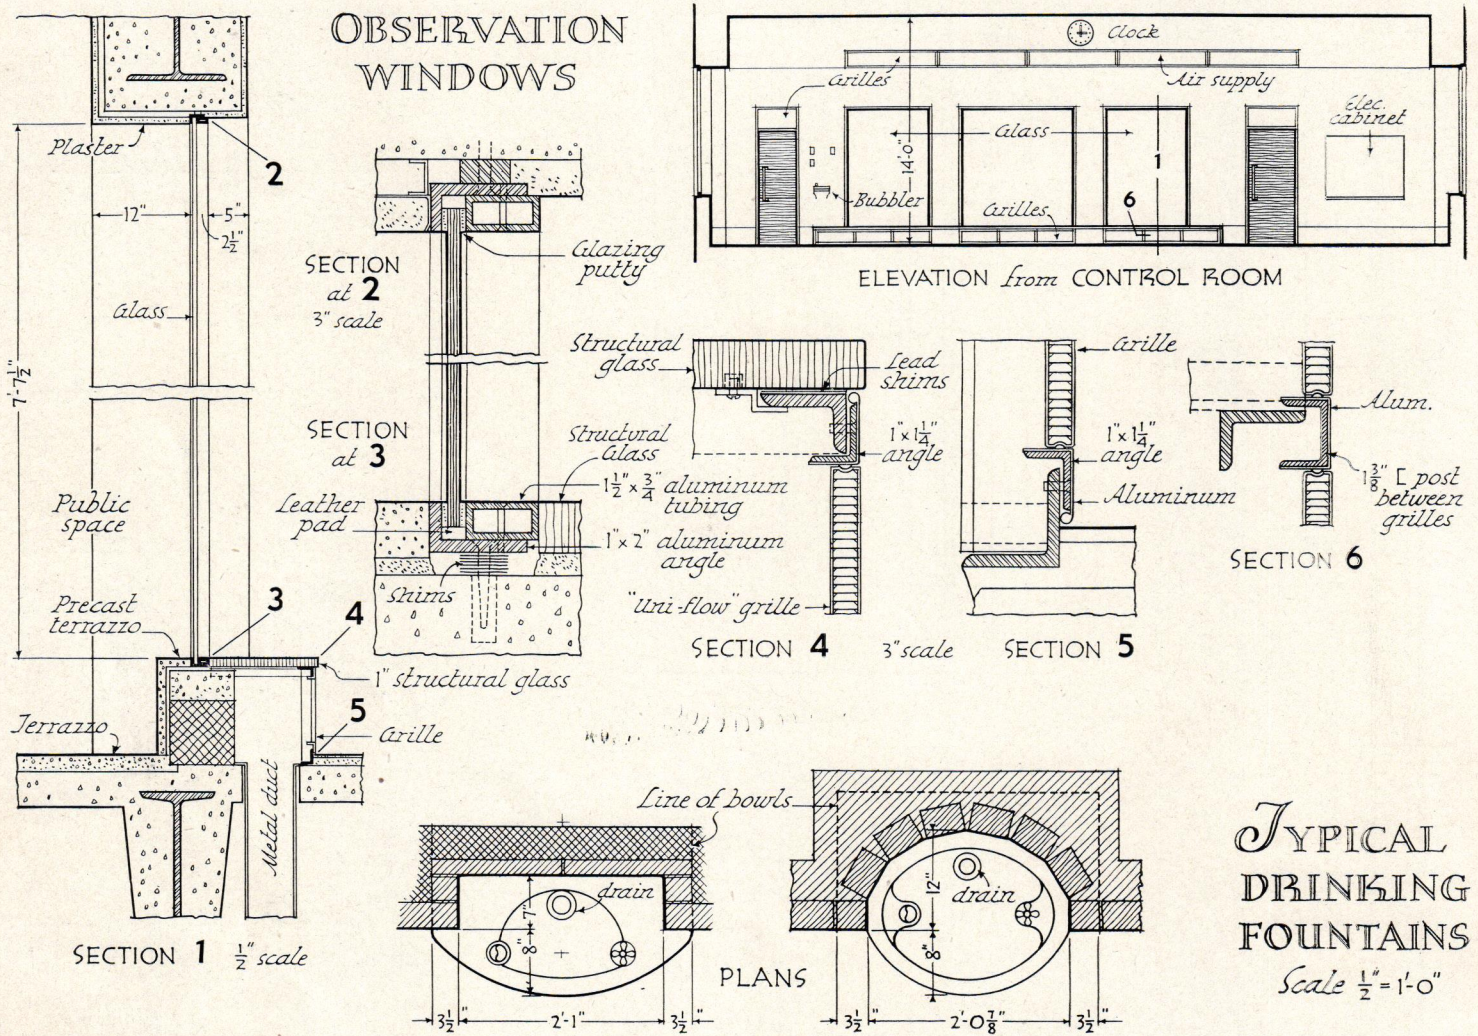 OBSERVATION
WINDOWS
Plaster
2
12"
5"
2½"
Glass
7'-7½"
Public
space
Precast
terrazzo
3
4
1" structural glass
5
Terrazzo
Grille
Metal duct
SECTION 1 ½" scale
SECTION
at 2
3" scale
Glazing
putty
SECTION
at 3
Structural
Glass
1½" x ¾" aluminum
tubing
Leather
pad
1" x 2" aluminum
angle
Shims
Clock
Grilles
Air supply
Elec.
cabinet
Glass
14'-0"
1
Bubbler
6
Grilles
ELEVATION from CONTROL ROOM
Structural
glass
Lead
shims
1" x 1¼"
angle
"Uni-flow" grille
SECTION 4
3" scale
Grille
1" x 1¼"
angle
Aluminum
SECTION 5
Alum.
1⅜" [ post
between
grilles
SECTION 6
Line of bowls
drain
7"
8"
3½"
2'-1"
3½"
PLANS
drain
12"
8"
3½"
2'-0⅞"
3½"
TYPICAL
DRINKING
FOUNTAINS
Scale ½" = 1'-0"